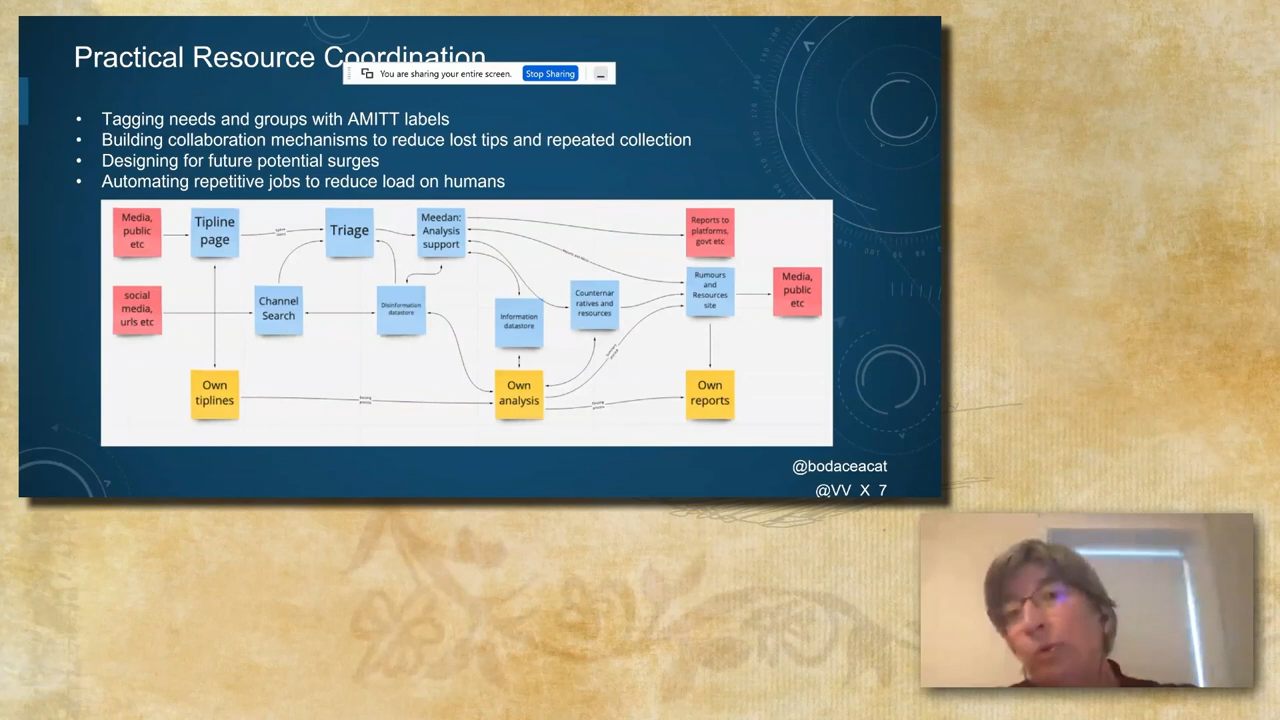 Practical Resource Coordination
You are sharing your entire screen.
Stop Sharing
• Tagging needs and groups with AMITT labels
• Building collaboration mechanisms to reduce lost tips and repeated collection
• Designing for future potential surges
• Automating repetitive jobs to reduce load on humans
Media,
public
etc
Tipline
page
Triage
Meedan:
Analysis
support
Reports to
platforms,
govt etc
social
media,
urls etc
Channel
Search
Disinformation
datastore
Information
datastore
Counternar
ratives and
resources
Rumours
and
Resources
site
Media,
public
etc
Own
tiplines
Own
analysis
Own
reports
@bodaceacat
@VV_X_7